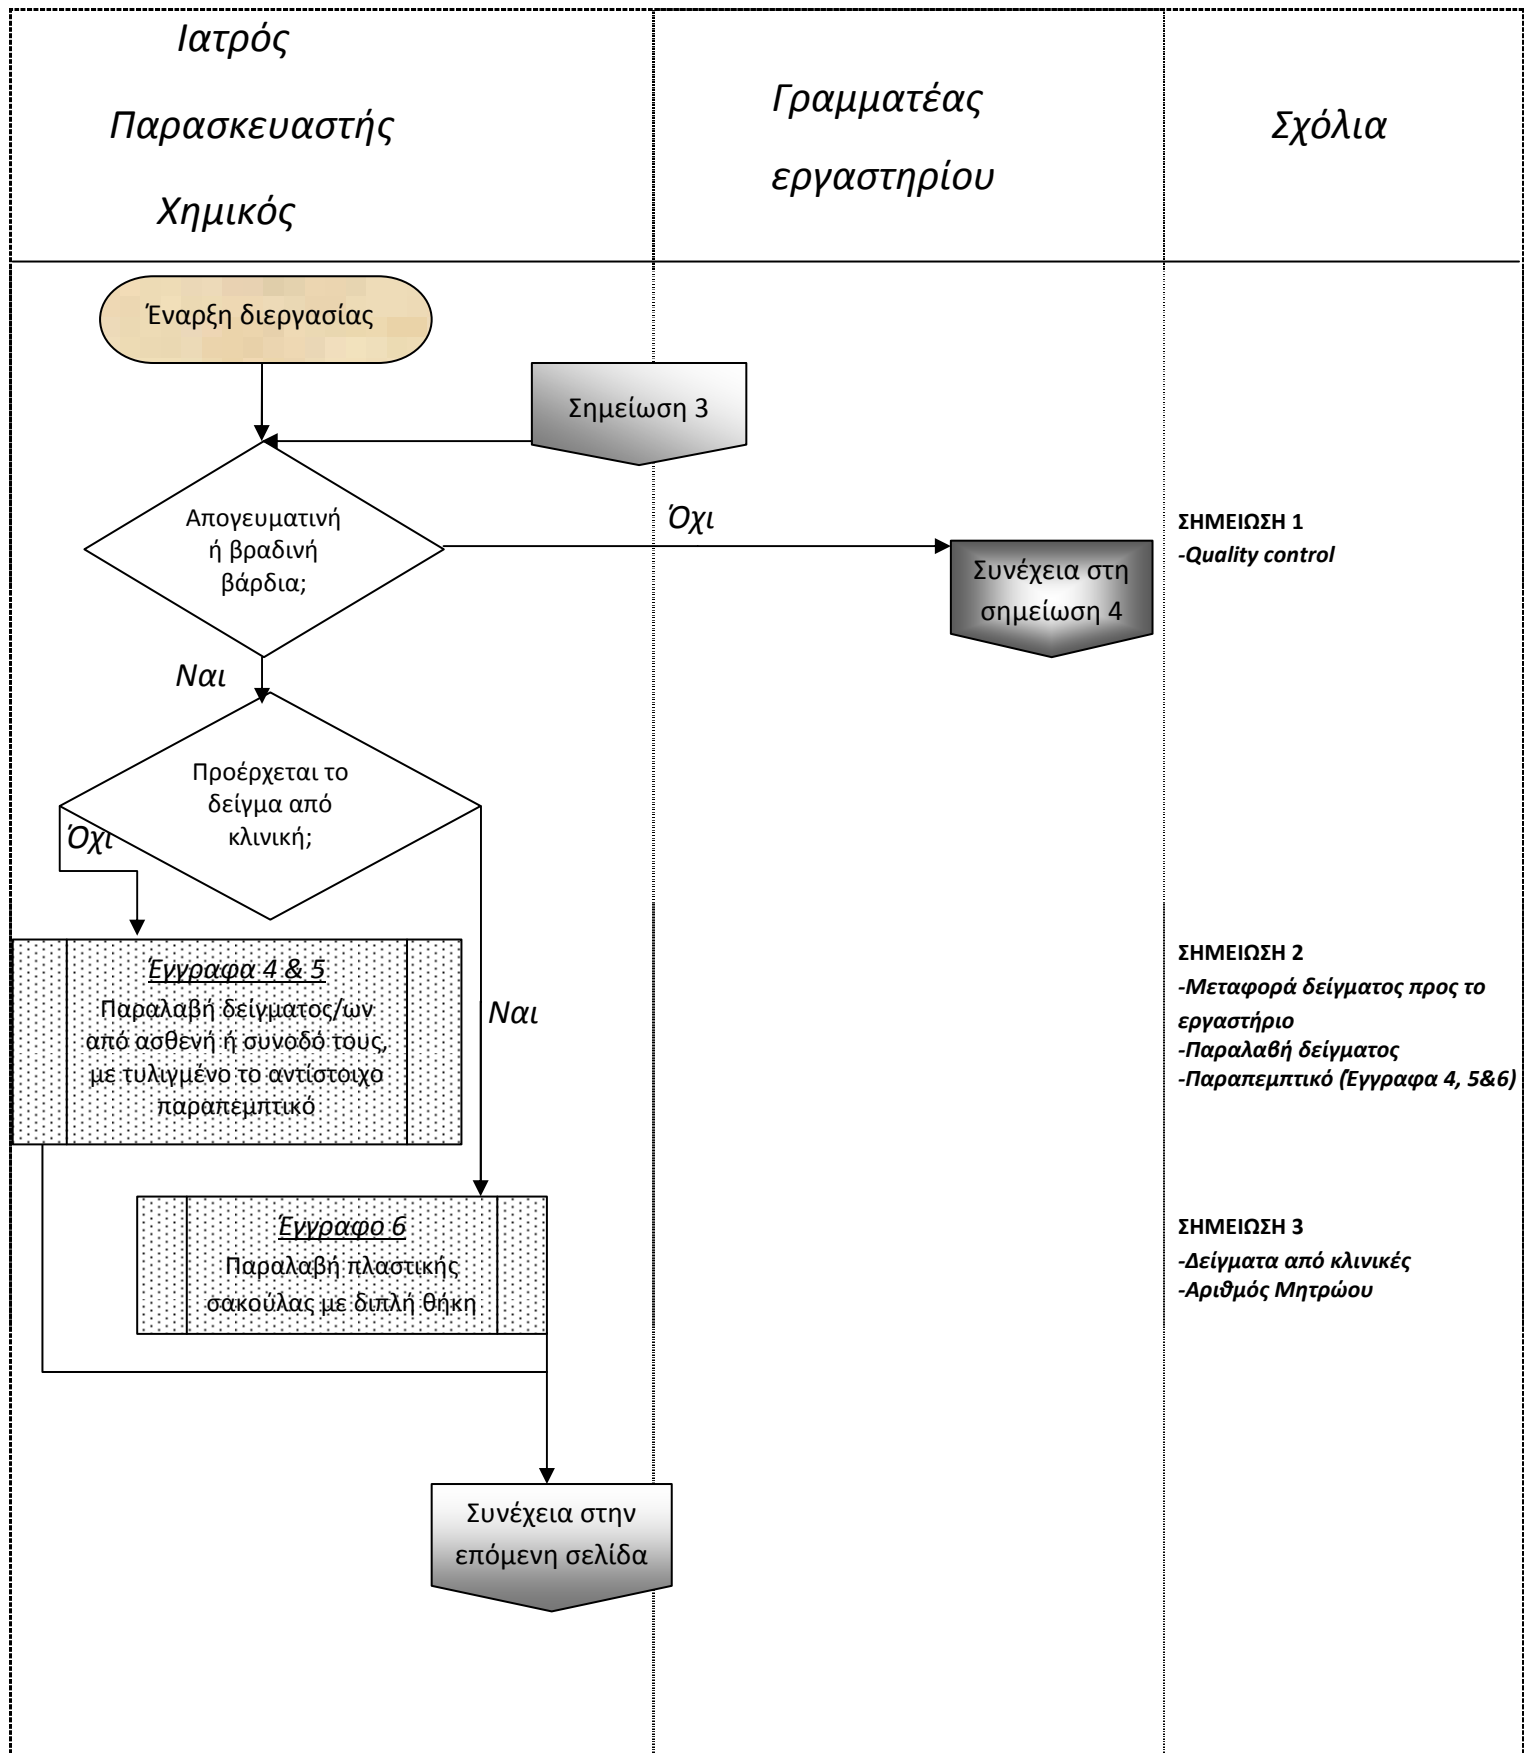 Ιατρός
Παρασκευαστής
Χημικός
Γραμματέας
εργαστηρίου
Σχόλια
Έναρξη διεργασίας
Σημείωση 3
Απογευματινή
ή βραδινή
βάρδια;
Όχι
Συνέχεια στη
σημείωση 4
ΣΗΜΕΙΩΣΗ 1
-Quality control
Ναι
Προέρχεται το
δείγμα από
κλινική;
Όχι
Έγγραφα 4 & 5
Παραλαβή δείγματος/ων
από ασθενή ή συνοδό τους,
με τυλιγμένο το αντίστοιχο
παραπεμπτικό
Ναι
ΣΗΜΕΙΩΣΗ 2
-Μεταφορά δείγματος προς το
εργαστήριο
-Παραλαβή δείγματος
-Παραπεμπτικό (Έγγραφα 4, 5&6)
Έγγραφο 6
Παραλαβή πλαστικής
σακούλας με διπλή θήκη
ΣΗΜΕΙΩΣΗ 3
-Δείγματα από κλινικές
-Αριθμός Μητρώου
Συνέχεια στην
επόμενη σελίδα